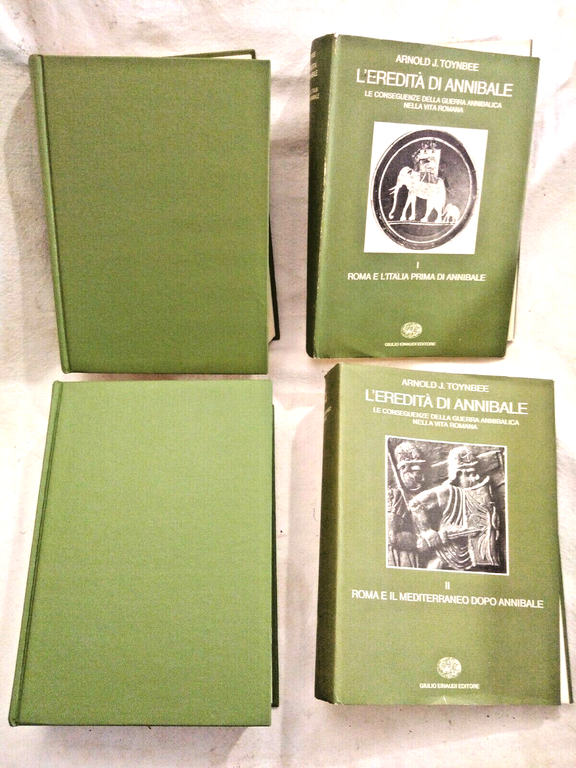 ARNOLD J. TOYNBEE
L'EREDITÀ DI ANNIBALE
LE CONSEGUENZE DELLA GUERRA ANNIBALICA
NELLA VITA ROMANA
I
ROMA E L'ITALIA PRIMA DI ANNIBALE
GIULIO EINAUDI EDITORE
ARNOLD J. TOYNBEE
L'EREDITÀ DI ANNIBALE
LE CONSEGUENZE DELLA GUERRA ANNIBALICA
NELLA VITA ROMANA
II
ROMA E IL MEDITERRANEO DOPO ANNIBALE
GIULIO EINAUDI EDITORE